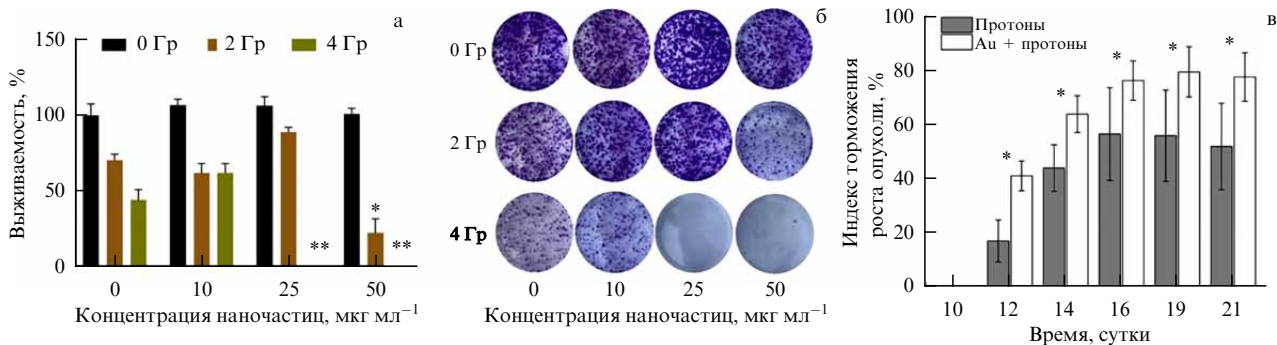 а
150
100
50
0
Выживаемость, %
0 Гр
2 Гр
4 Гр
**
*
**
0
10
25
50
Концентрация наночастиц, мкг мл⁻¹
б
0 Гр
2 Гр
4 Гр
0
10
25
50
Концентрация наночастиц, мкг мл⁻¹
в
100
80
60
40
20
0
Индекс торможения
роста опухоли, %
Протоны
Au + протоны
*
*
*
*
*
10
12
14
16
19
21
Время, сутки